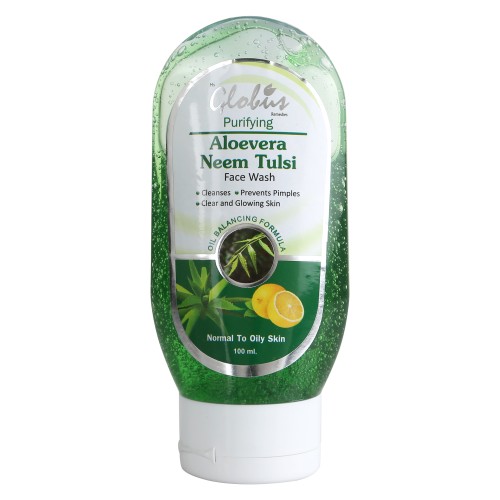 Globus
Remedies
Purifying
Aloevera
Neem Tulsi
Face Wash
• Cleanses • Prevents Pimples
• Clear and Glowing Skin
OIL BALANCING FORMULA
Normal To Oily Skin
100 ml.